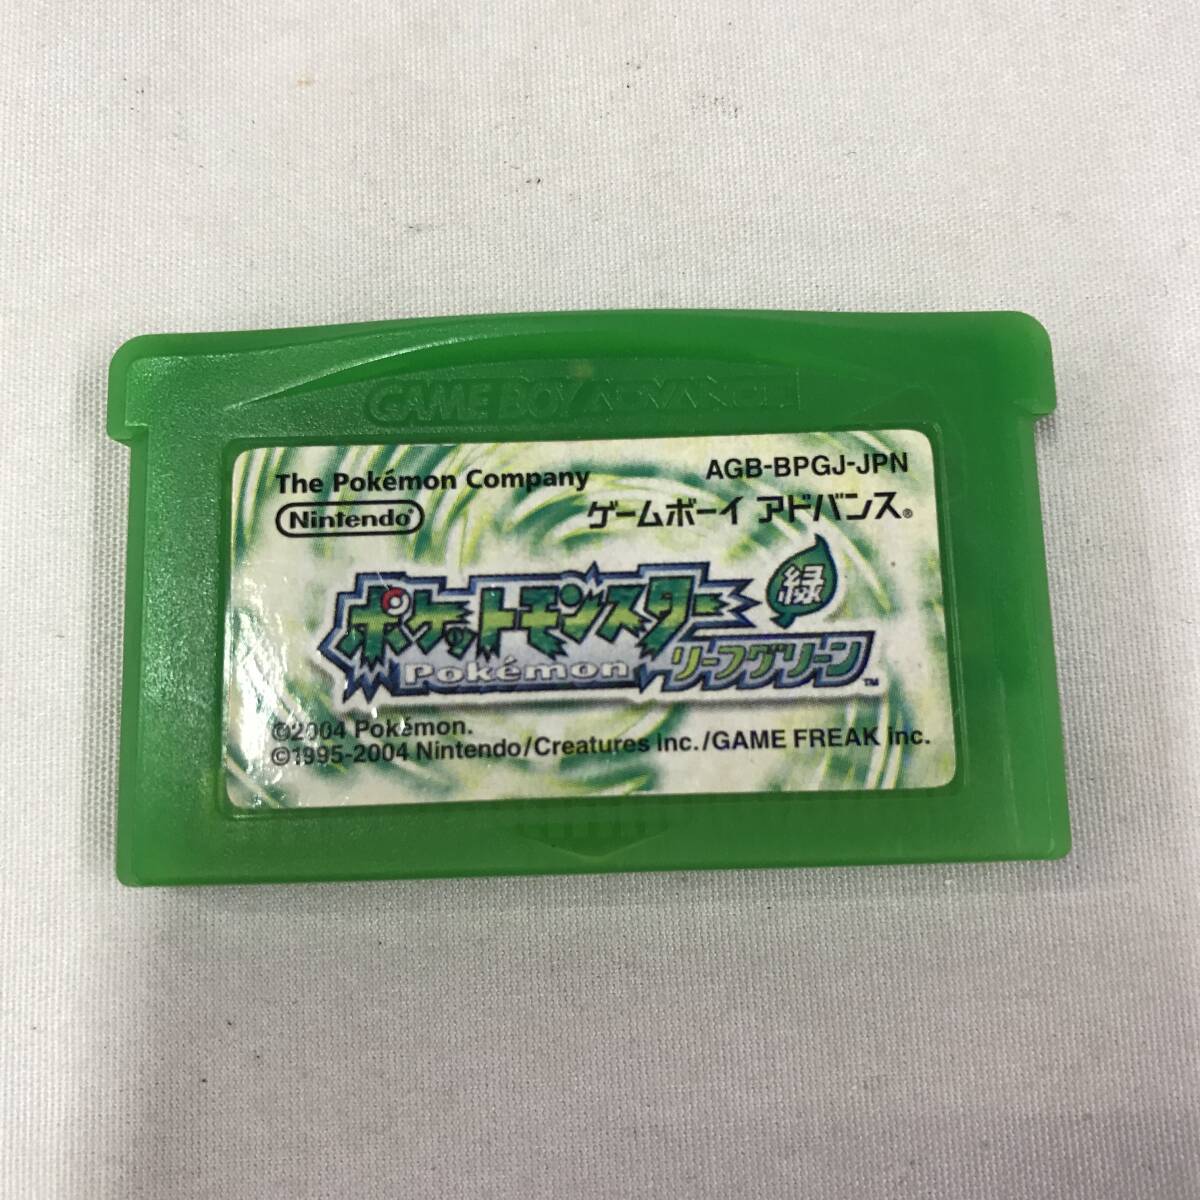 GAME BOY ADVANCE
The Pokémon Company
AGB-BPGJ-JPN
Nintendo®
ゲームボーイ アドバンス®
ポケットモンスター
緑
Pokémon
リーフグリーン™
©2004 Pokémon.
©1995-2004 Nintendo/Creatures inc./GAME FREAK inc.